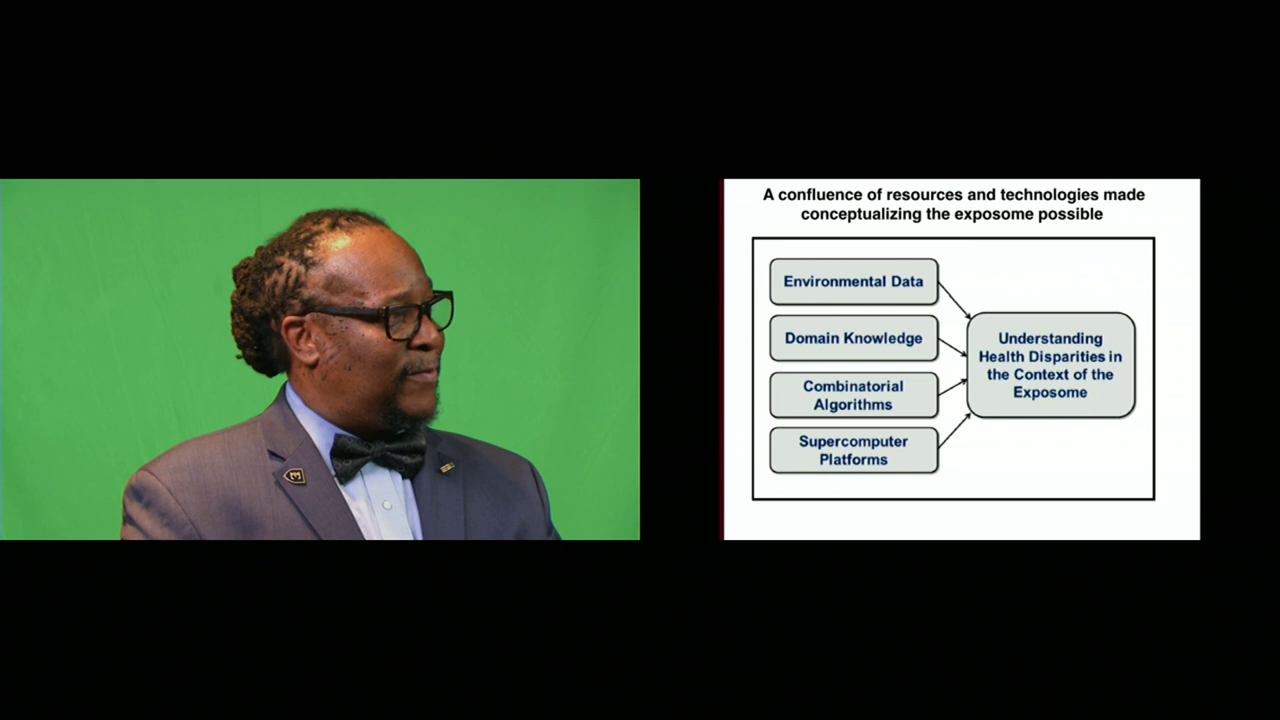 A confluence of resources and technologies made
conceptualizing the exposome possible
Environmental Data
Domain Knowledge
Combinatorial
Algorithms
Supercomputer
Platforms
Understanding
Health Disparities in
the Context of the
Exposome